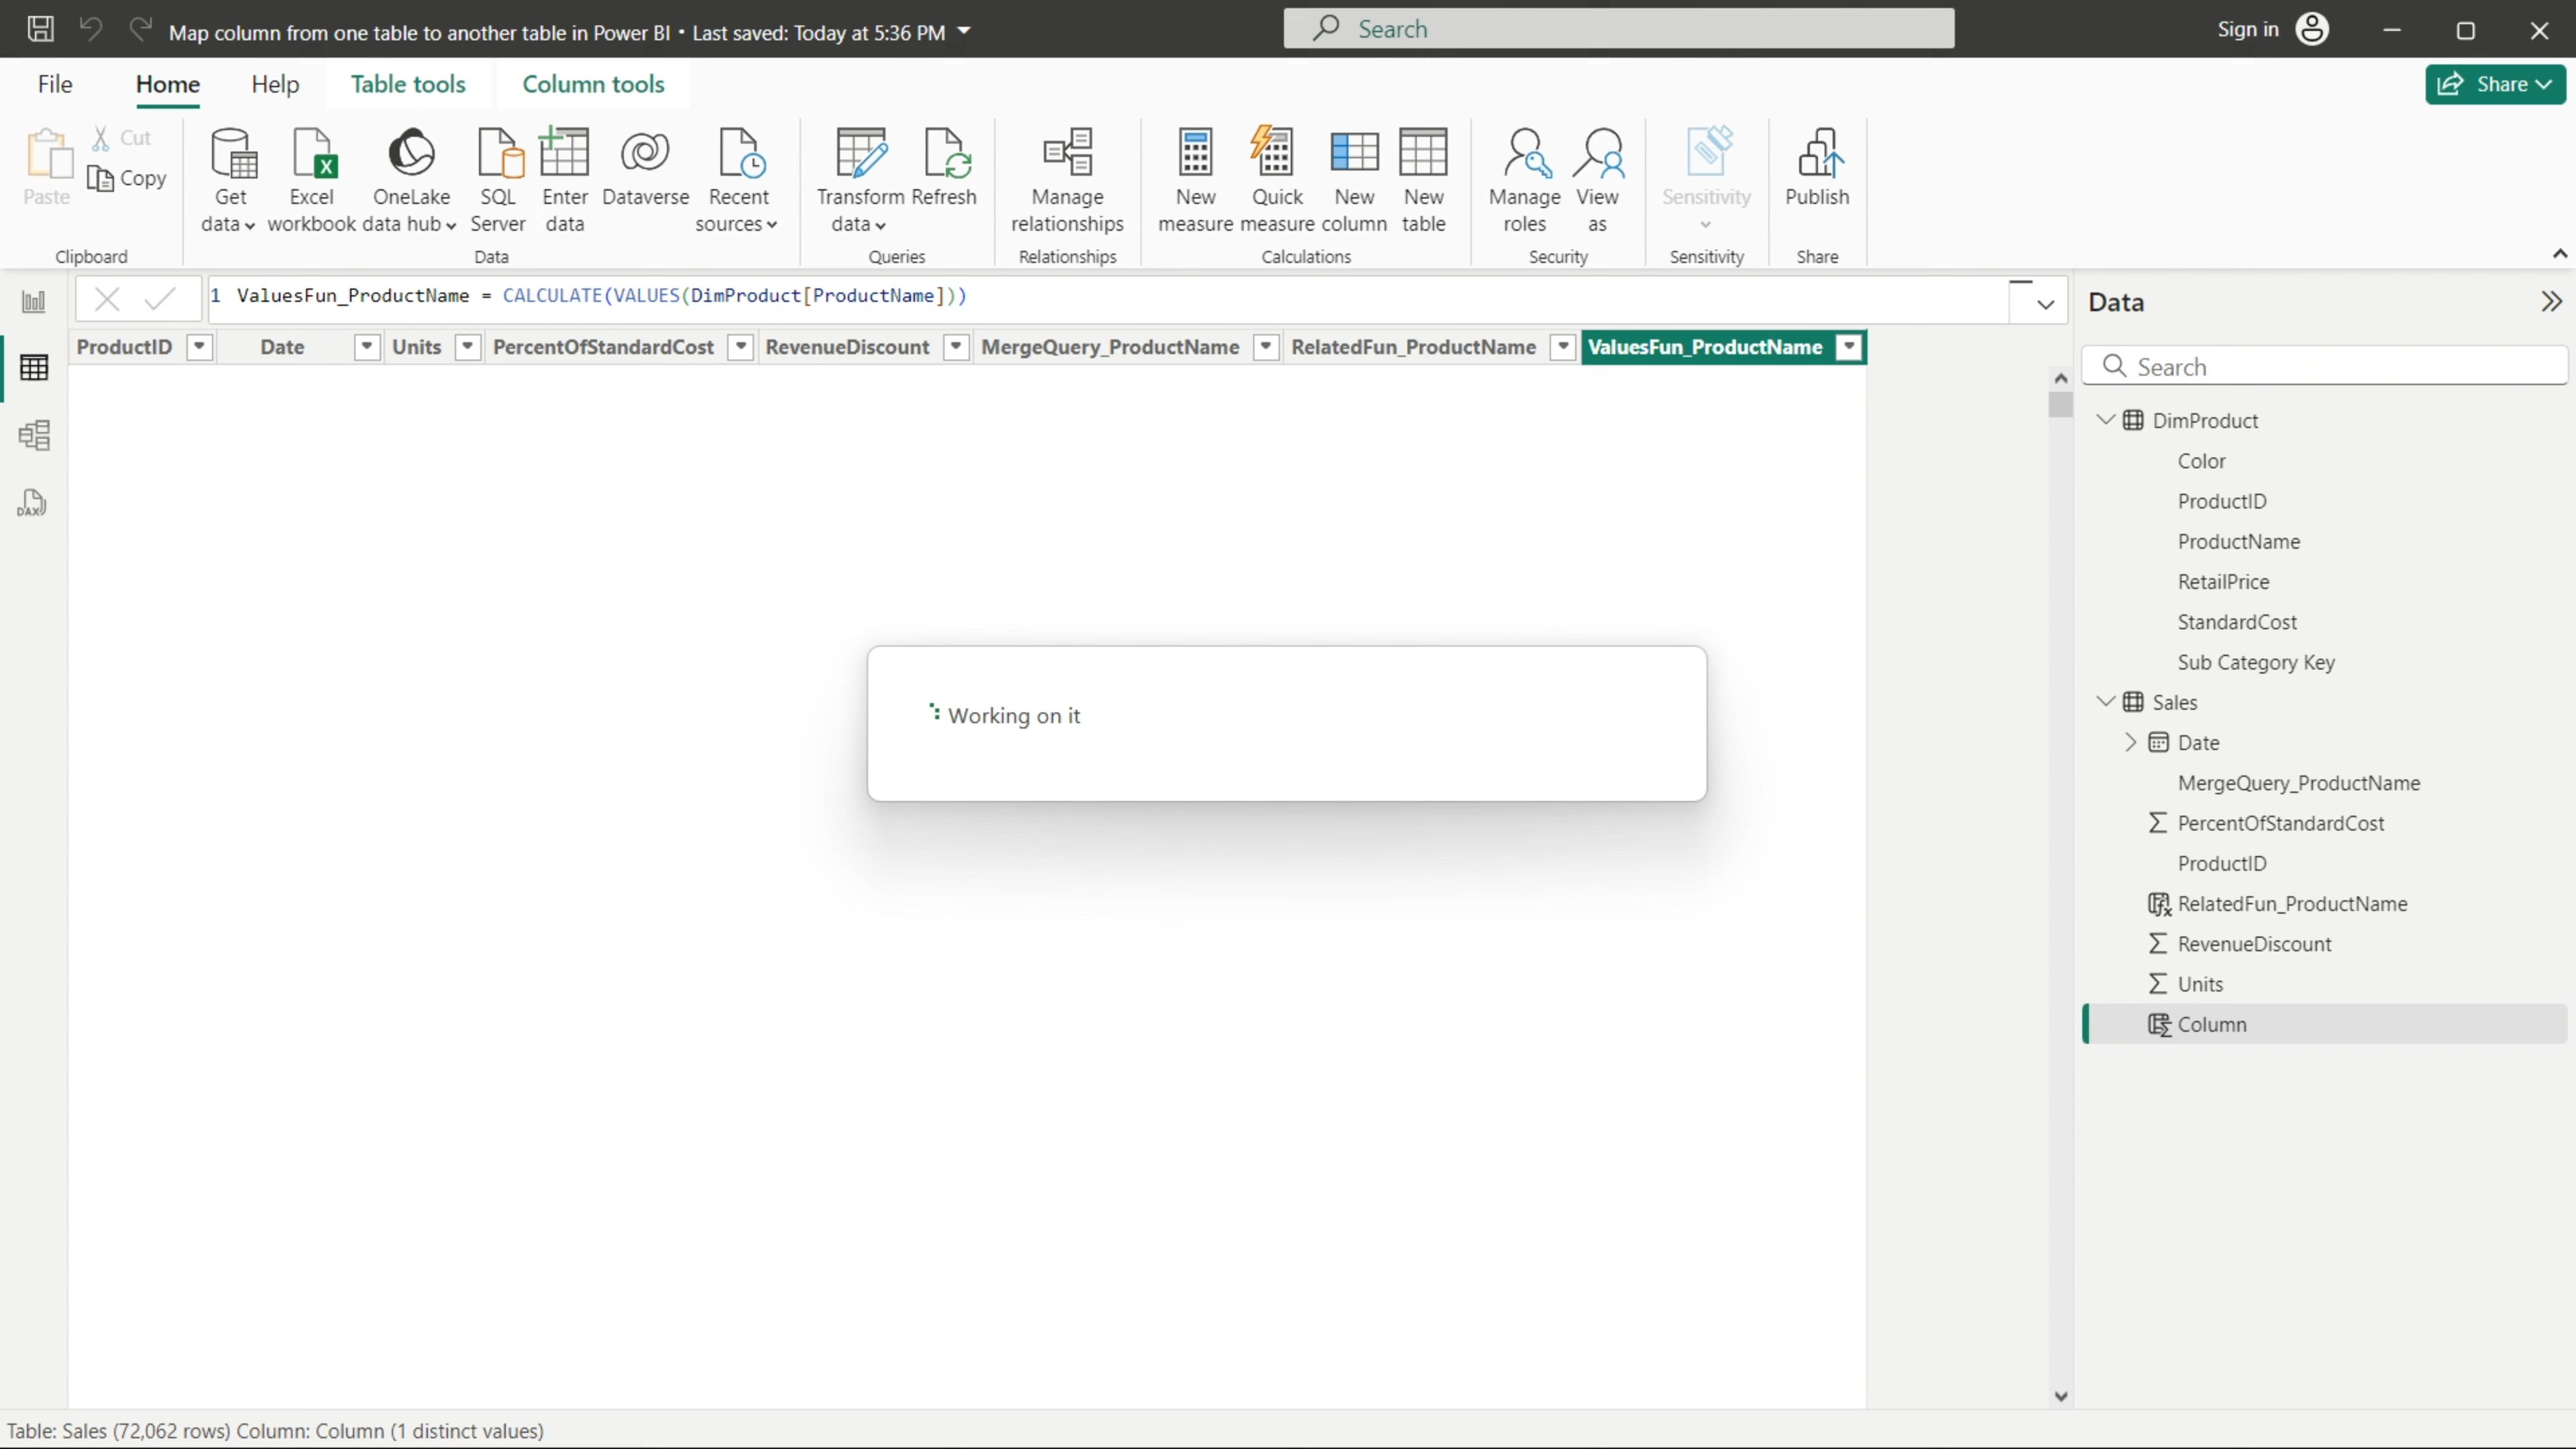 Map column from one table to another table in Power BI • Last saved: Today at 5:36 PM
Search
Sign in
File Home Help Table tools Column tools
Share
Paste
Cut
Copy
Clipboard
Get data
Excel workbook
OneLake data hub
SQL Server
Enter data
Dataverse
Recent sources
Data
Transform data
Refresh
Queries
Manage relationships
Relationships
New measure
Quick measure
New column
New table
Calculations
Manage roles
View as
Security
Sensitivity
Sensitivity
Publish
Share
DAX
1 ValuesFun_ProductName = CALCULATE(VALUES(DimProduct[ProductName]))
ProductID Date Units PercentOfStandardCost RevenueDiscount MergeQuery_ProductName RelatedFun_ProductName ValuesFun_ProductName
Working on it
Data
Search
DimProduct
Color
ProductID
ProductName
RetailPrice
StandardCost
Sub Category Key
Sales
Date
MergeQuery_ProductName
PercentOfStandardCost
ProductID
RelatedFun_ProductName
RevenueDiscount
Units
Column
Table: Sales (72,062 rows) Column: Column (1 distinct values)